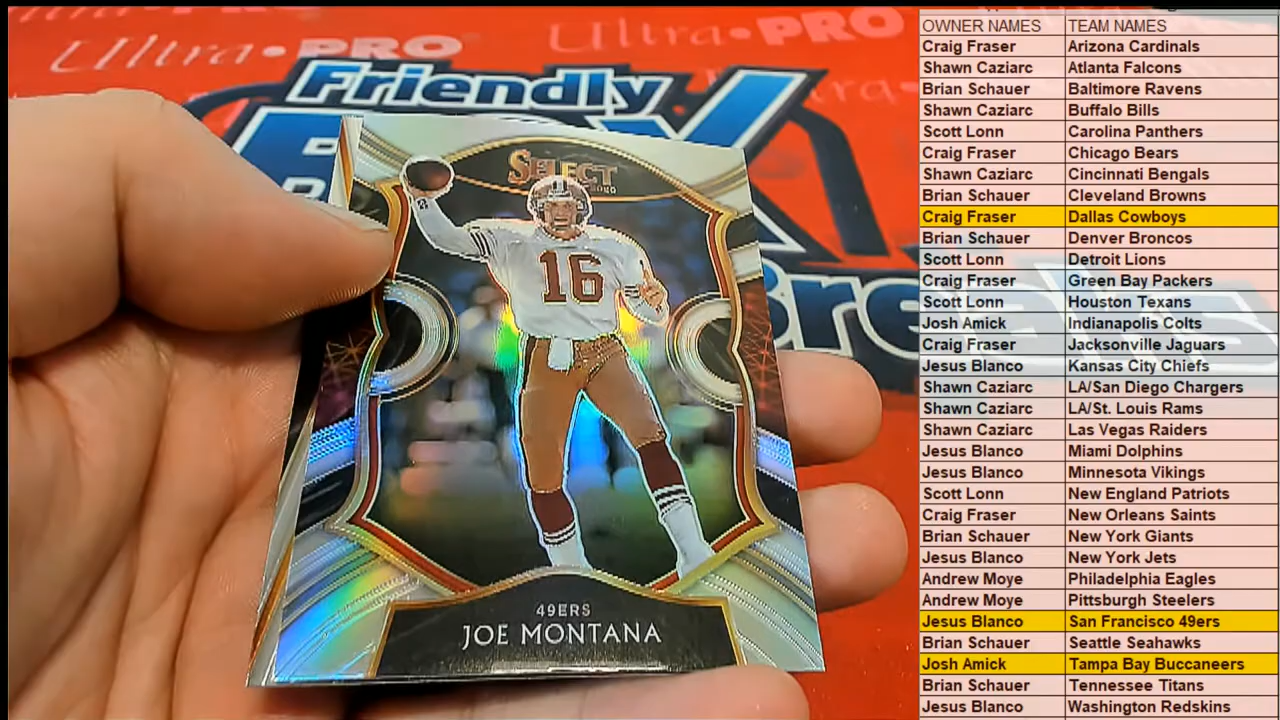 Ultra•PRO
Ultra•PRO
Friendly
Breaks
SELECT
2020
16
49ERS
JOE MONTANA
OWNER NAMES TEAM NAMES
Craig Fraser Arizona Cardinals
Shawn Caziarc Atlanta Falcons
Brian Schauer Baltimore Ravens
Shawn Caziarc Buffalo Bills
Scott Lonn Carolina Panthers
Craig Fraser Chicago Bears
Shawn Caziarc Cincinnati Bengals
Brian Schauer Cleveland Browns
Craig Fraser Dallas Cowboys
Brian Schauer Denver Broncos
Scott Lonn Detroit Lions
Craig Fraser Green Bay Packers
Scott Lonn Houston Texans
Josh Amick Indianapolis Colts
Craig Fraser Jacksonville Jaguars
Jesus Blanco Kansas City Chiefs
Shawn Caziarc LA/San Diego Chargers
Shawn Caziarc LA/St. Louis Rams
Shawn Caziarc Las Vegas Raiders
Jesus Blanco Miami Dolphins
Jesus Blanco Minnesota Vikings
Scott Lonn New England Patriots
Craig Fraser New Orleans Saints
Brian Schauer New York Giants
Jesus Blanco New York Jets
Andrew Moye Philadelphia Eagles
Andrew Moye Pittsburgh Steelers
Jesus Blanco San Francisco 49ers
Brian Schauer Seattle Seahawks
Josh Amick Tampa Bay Buccaneers
Brian Schauer Tennessee Titans
Jesus Blanco Washington Redskins